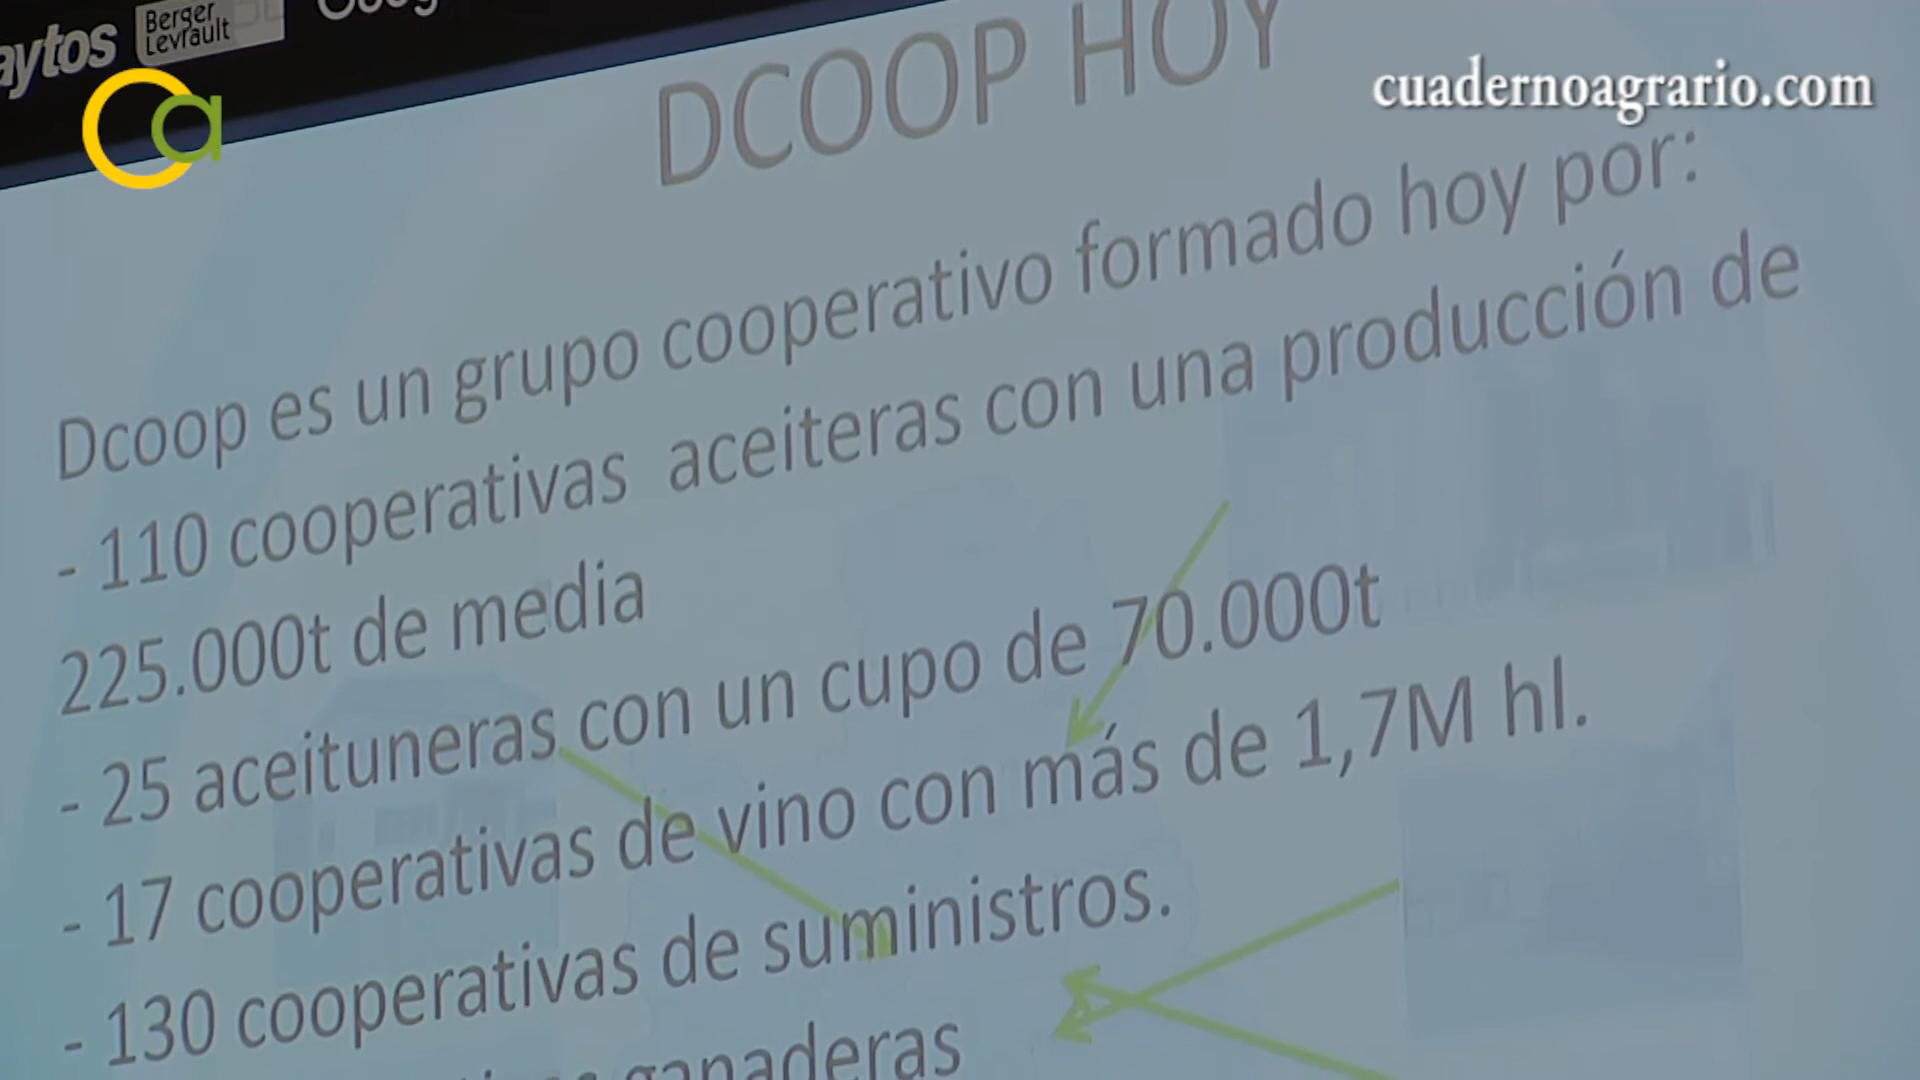 aytos
Berger
Levrault
DCOOP HOY
cuadernoagrario.com
Ca
Dcoop es un grupo cooperativo formado hoy por:
- 110 cooperativas aceiteras con una producción de
225.000t de media
- 25 aceituneras con un cupo de 70.000t
- 17 cooperativas de vino con más de 1,7M hl.
- 130 cooperativas de suministros.
ganaderas